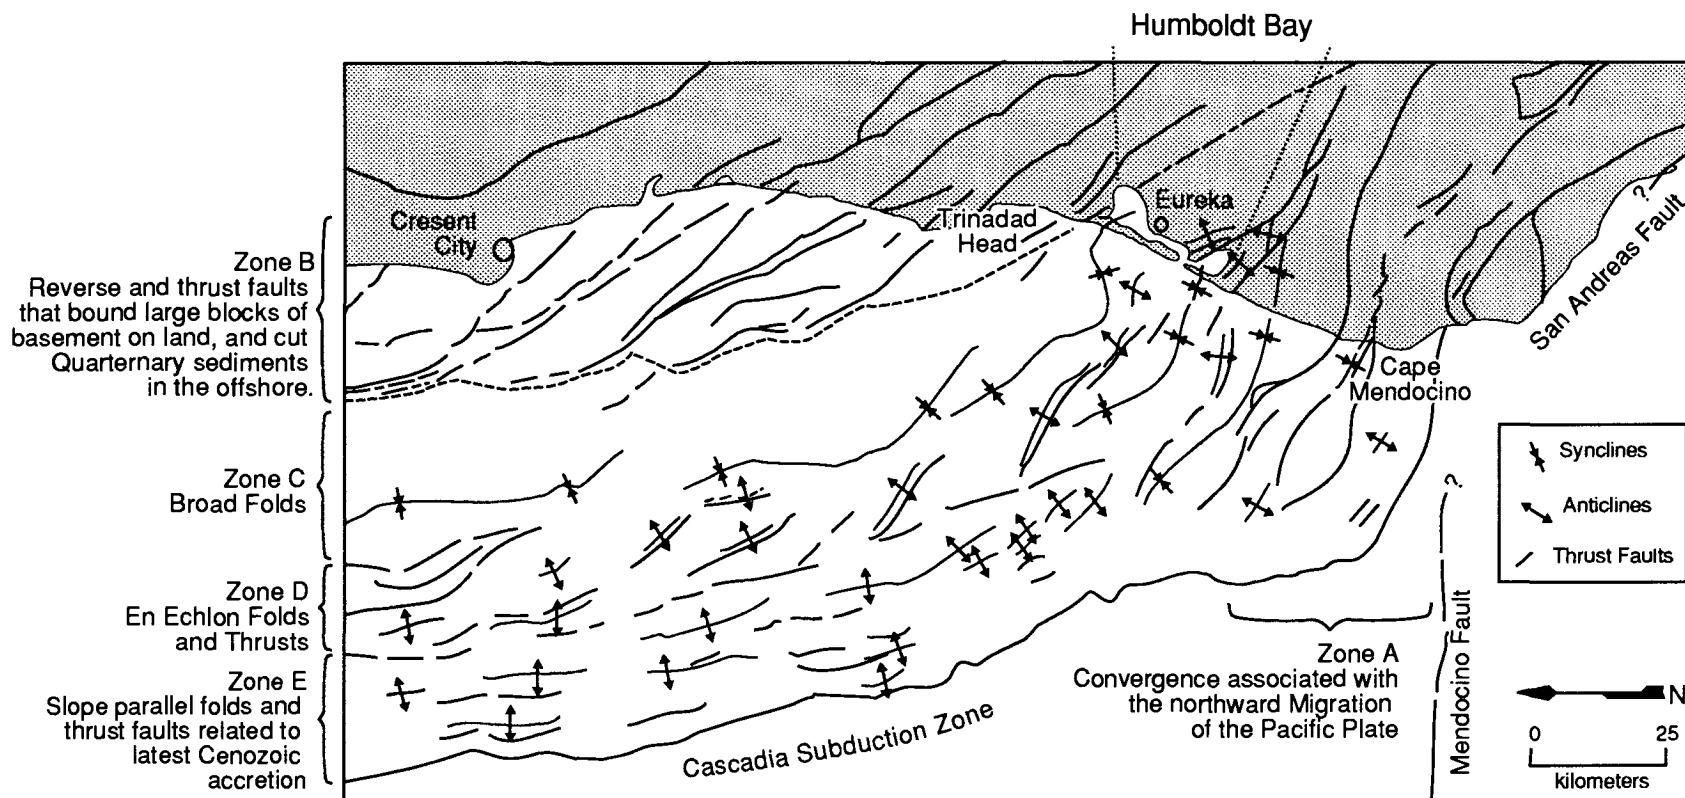 Humboldt Bay
Cresent
City
Trinadad
Head
Eureka
?
San Andreas Fault
Zone B
Reverse and thrust faults
that bound large blocks of
basement on land, and cut
Quarternary sediments
in the offshore.
Cape
Mendocino
Zone C
Broad Folds
Synclines
Anticlines
Thrust Faults
?
Zone D
En Echlon Folds
and Thrusts
Zone E
Slope parallel folds and
thrust faults related to
latest Cenozoic
accretion
Cascadia Subduction Zone
Zone A
Convergence associated with
the northward Migration
of the Pacific Plate
Mendocino Fault
N
0 25
kilometers